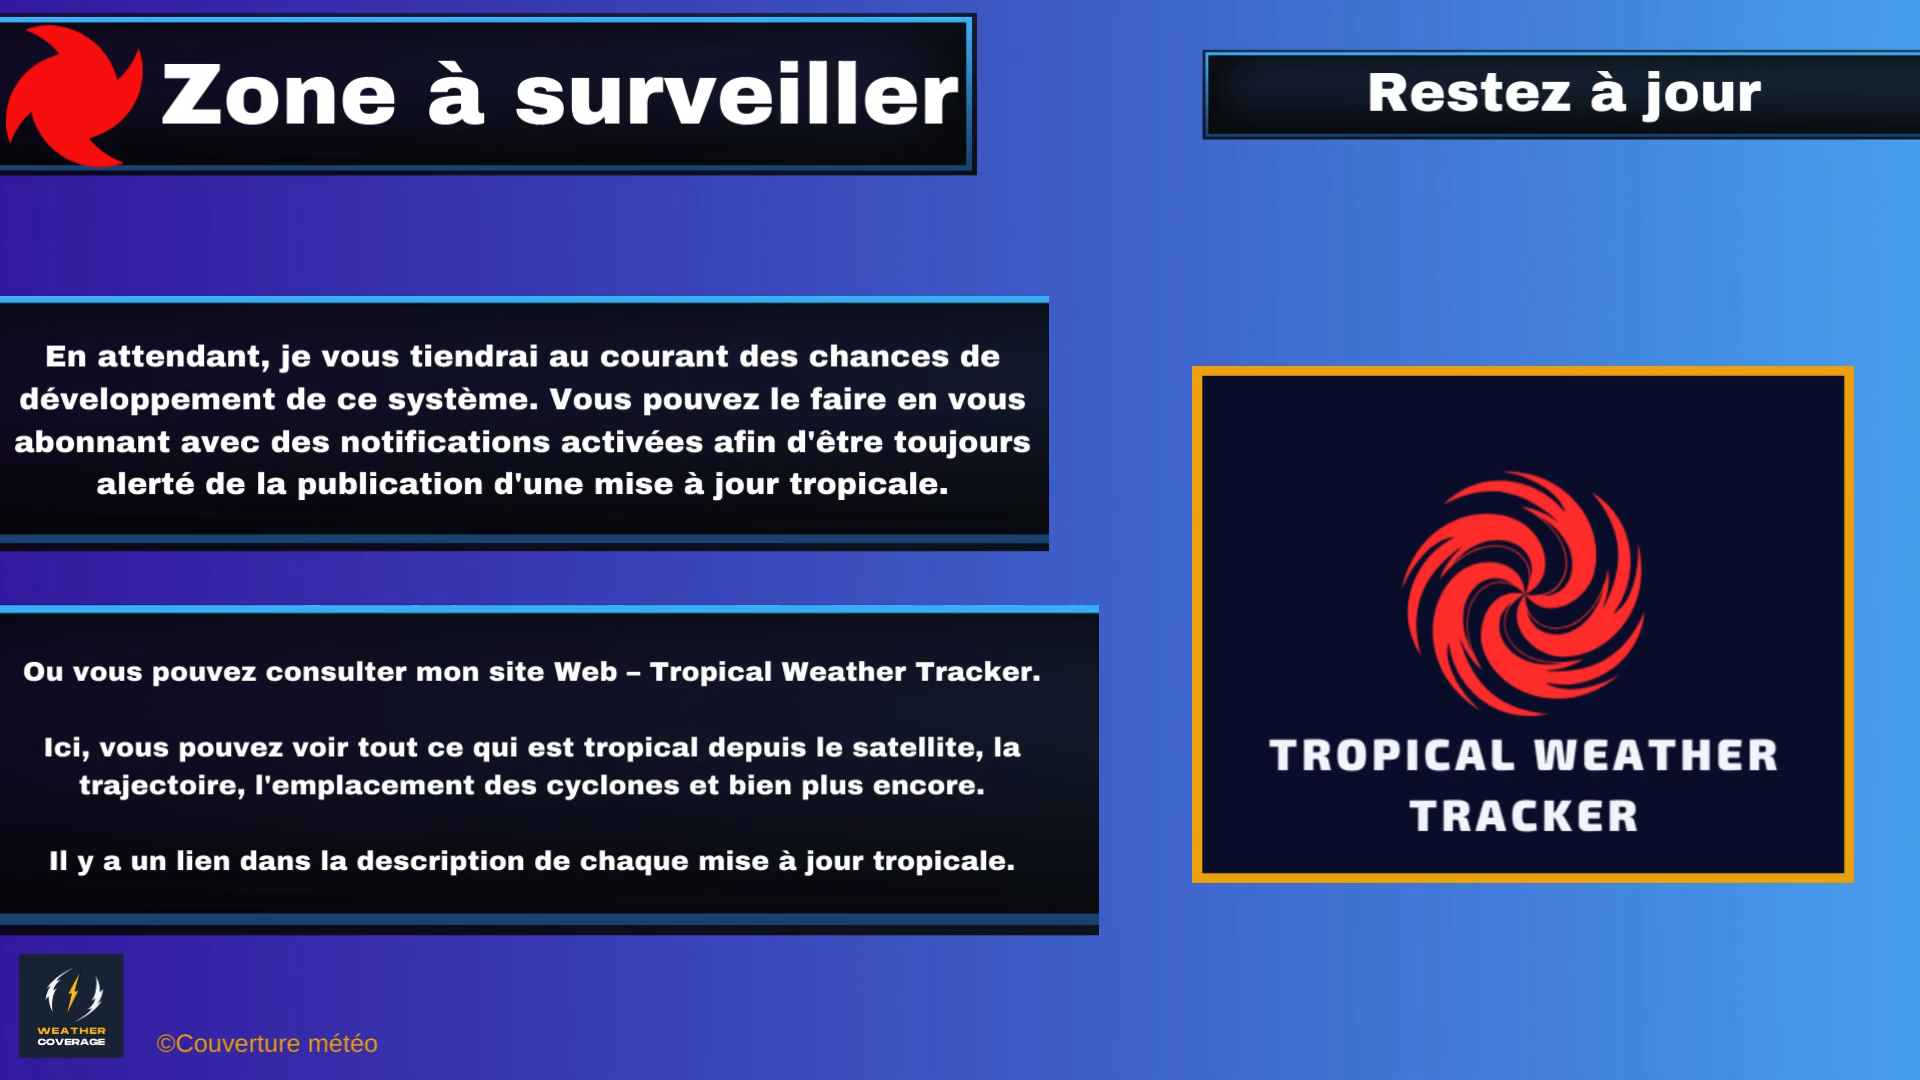 Zone à surveiller
Restez à jour
En attendant, je vous tiendrai au courant des chances de
développement de ce système. Vous pouvez le faire en vous
abonnant avec des notifications activées afin d'être toujours
alerté de la publication d'une mise à jour tropicale.
Ou vous pouvez consulter mon site Web – Tropical Weather Tracker.
Ici, vous pouvez voir tout ce qui est tropical depuis le satellite, la
trajectoire, l'emplacement des cyclones et bien plus encore.
Il y a un lien dans la description de chaque mise à jour tropicale.
TROPICAL WEATHER
TRACKER
WEATHER
COVERAGE
©Couverture météo